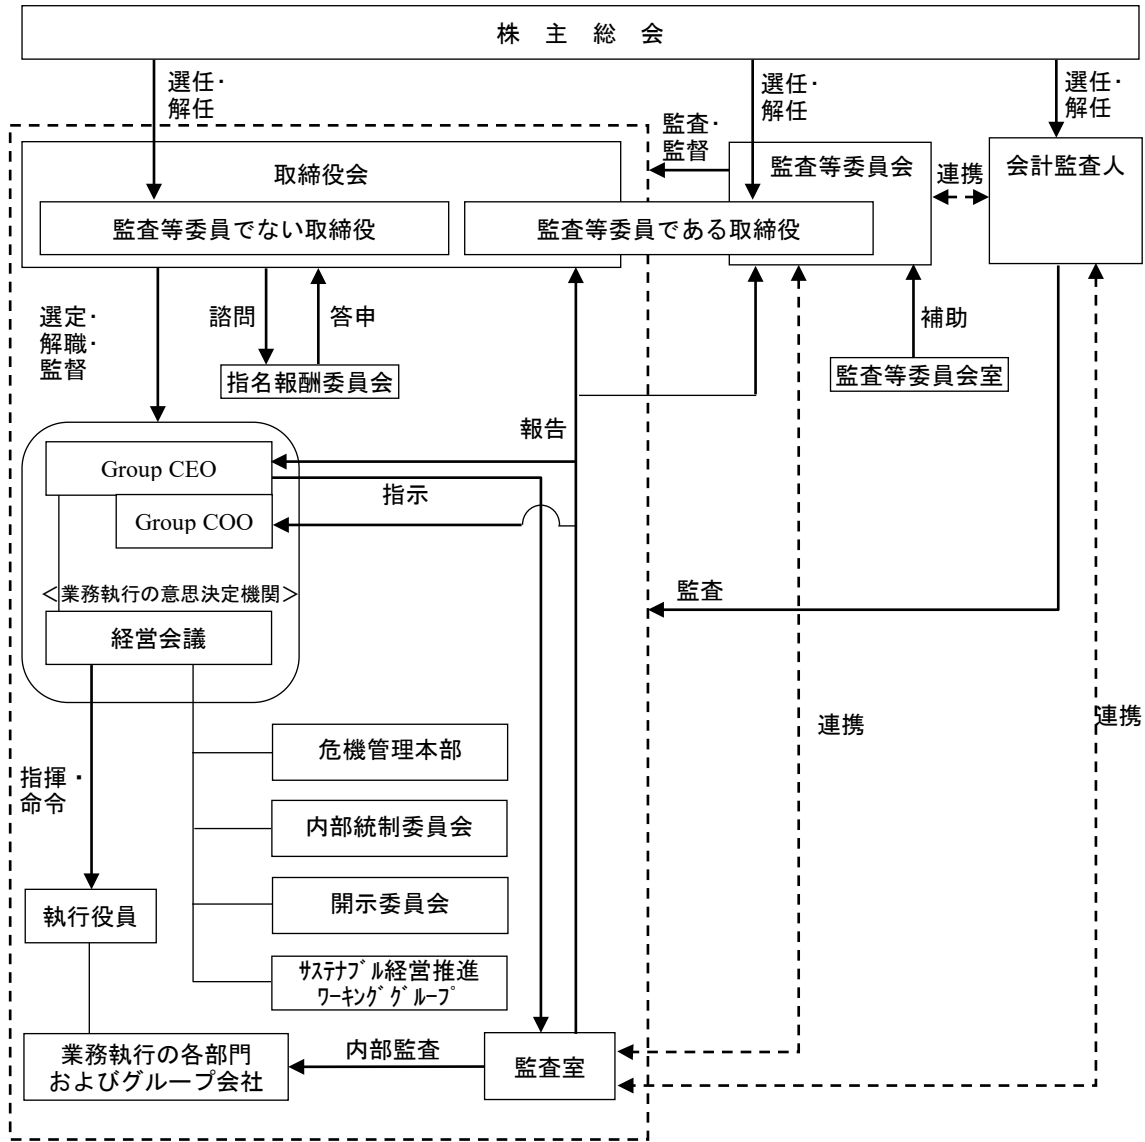 株　主　総　会
選任・
解任
選任・
解任
選任・
解任
監査・
監督
取締役会
監査等委員会
連携
会計監査人
監査等委員でない取締役
監査等委員である取締役
選定・
解職・
監督
諮問
答申
補助
指名報酬委員会
監査等委員会室
報告
Group CEO
指示
Group COO
＜業務執行の意思決定機関＞
監査
経営会議
連携
連携
危機管理本部
指揮・
命令
内部統制委員会
開示委員会
執行役員
ｻｽﾃﾅﾌﾞﾙ経営推進
ﾜｰｷﾝｸﾞｸﾞﾙｰﾌﾟ
業務執行の各部門
およびグループ会社
内部監査
監査室